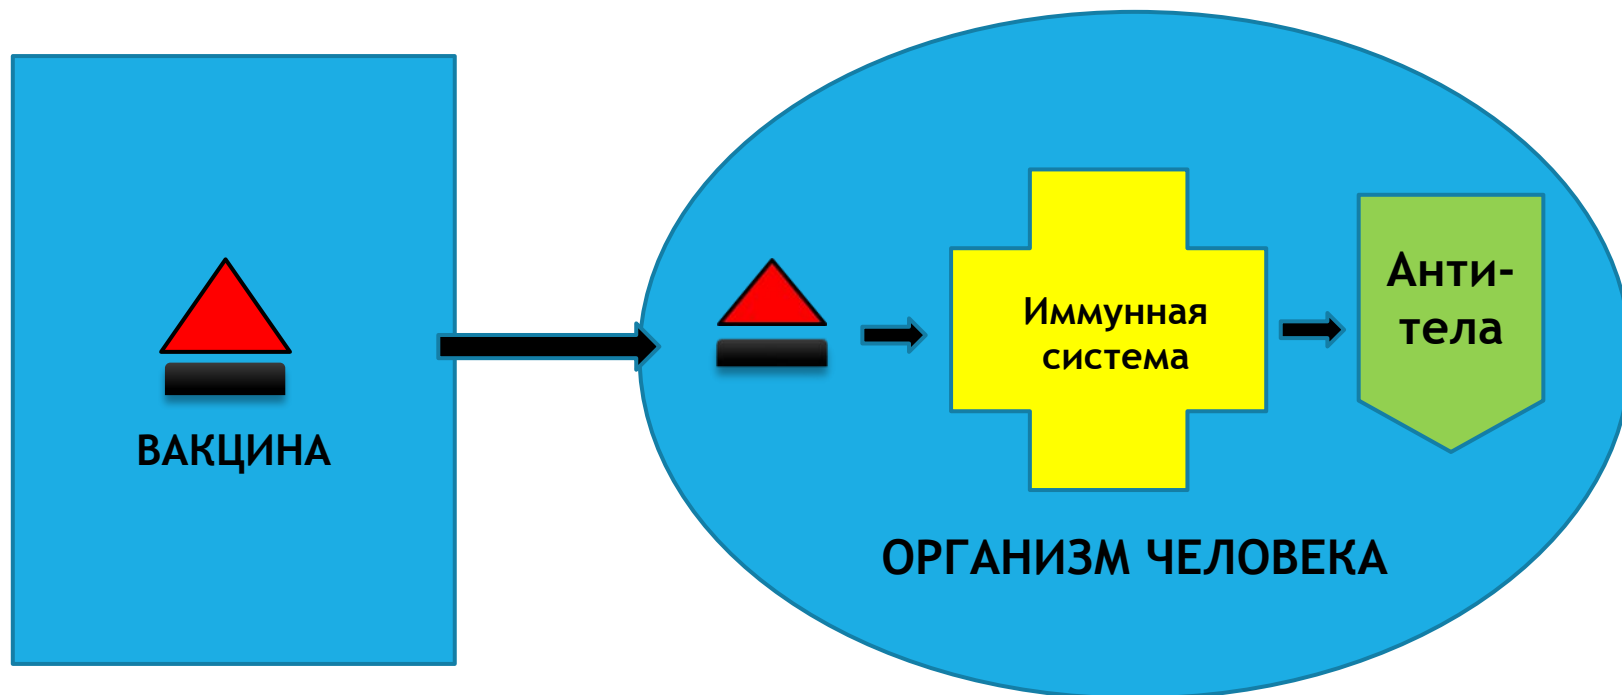 ВАКЦИНА
Иммунная
система
Анти-
тела
ОРГАНИЗМ ЧЕЛОВЕКА